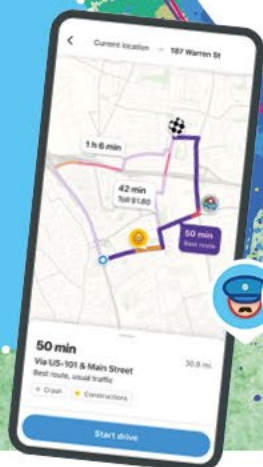 Current location → 187 Warren St
1 h 6 min
42 min
Toll $1.80
50 min
Best route
50 min
30.8 mi
Via US-101 & Main Street
Best route, usual traffic
Crash
Constructions
Start drive